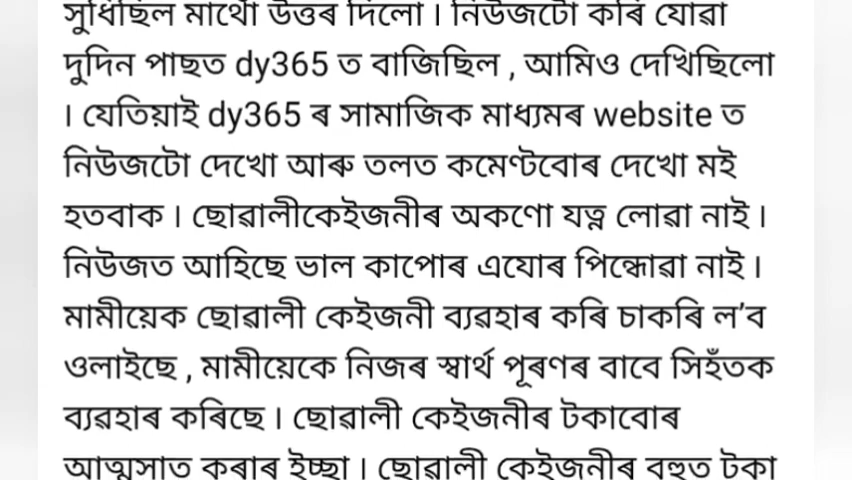 সুধিছিল মাথোঁ উত্তৰ দিলো । নিউজটো কৰি যোৱা
দুদিন পাছত dy365 ত বাজিছিল , আমিও দেখিছিলো
। যেতিয়াই dy365 ৰ সামাজিক মাধ্যমৰ website ত
নিউজটো দেখো আৰু তলত কমেণ্টবোৰ দেখো মই
হতবাক । ছোৱালীকেইজনীৰ অকণো যত্ন লোৱা নাই ।
নিউজত আহিছে ভাল কাপোৰ এযোৰ পিন্ধোৱা নাই ।
মামীয়েক ছোৱালী কেইজনী ব্যৱহাৰ কৰি চাকৰি ল’ব
ওলাইছে , মামীয়েকে নিজৰ স্বাৰ্থ পূৰণৰ বাবে সিহঁতক
ব্যৱহাৰ কৰিছে । ছোৱালী কেইজনীৰ টকাবোৰ
আত্মসাত কৰাৰ ইচ্ছা । ছোৱালী কেইজনীৰ বহুত টকা